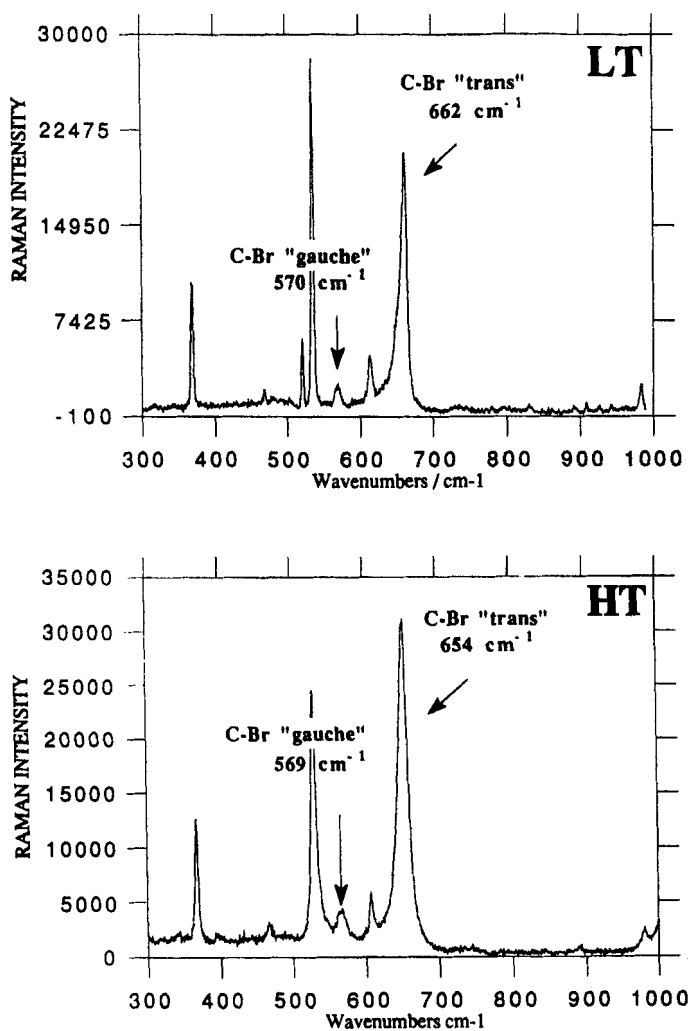 30000
LT
C-Br "trans"
662 cm-1
22475
RAMAN INTENSITY
14950
C-Br "gauche"
570 cm-1
7425
-100
300 400 500 600 700 800 900 1000
Wavenumbers / cm-1
35000
HT
C-Br "trans"
654 cm-1
30000
25000
RAMAN INTENSITY
C-Br "gauche"
569 cm-1
20000
15000
10000
5000
0
300 400 500 600 700 800 900 1000
Wavenumbers cm-1